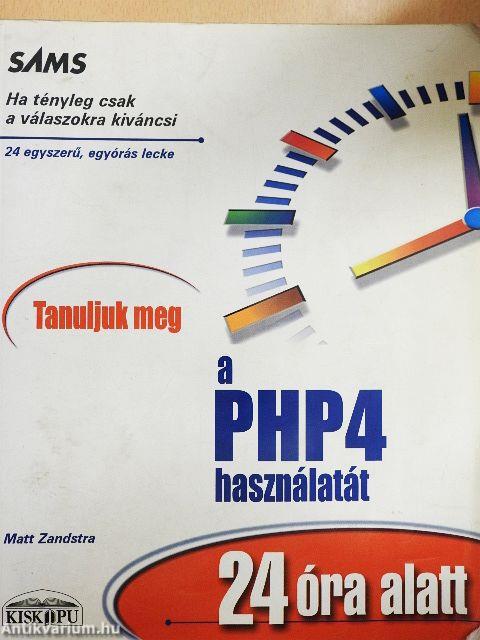 SAMS
Ha tényleg csak
a válaszokra kiváncsi
24 egyszerű, egyórás lecke
Tanuljuk meg
a
PHP4
használatát
Matt Zandstra
24 óra alatt
KISKAPU
Antikvarium.hu